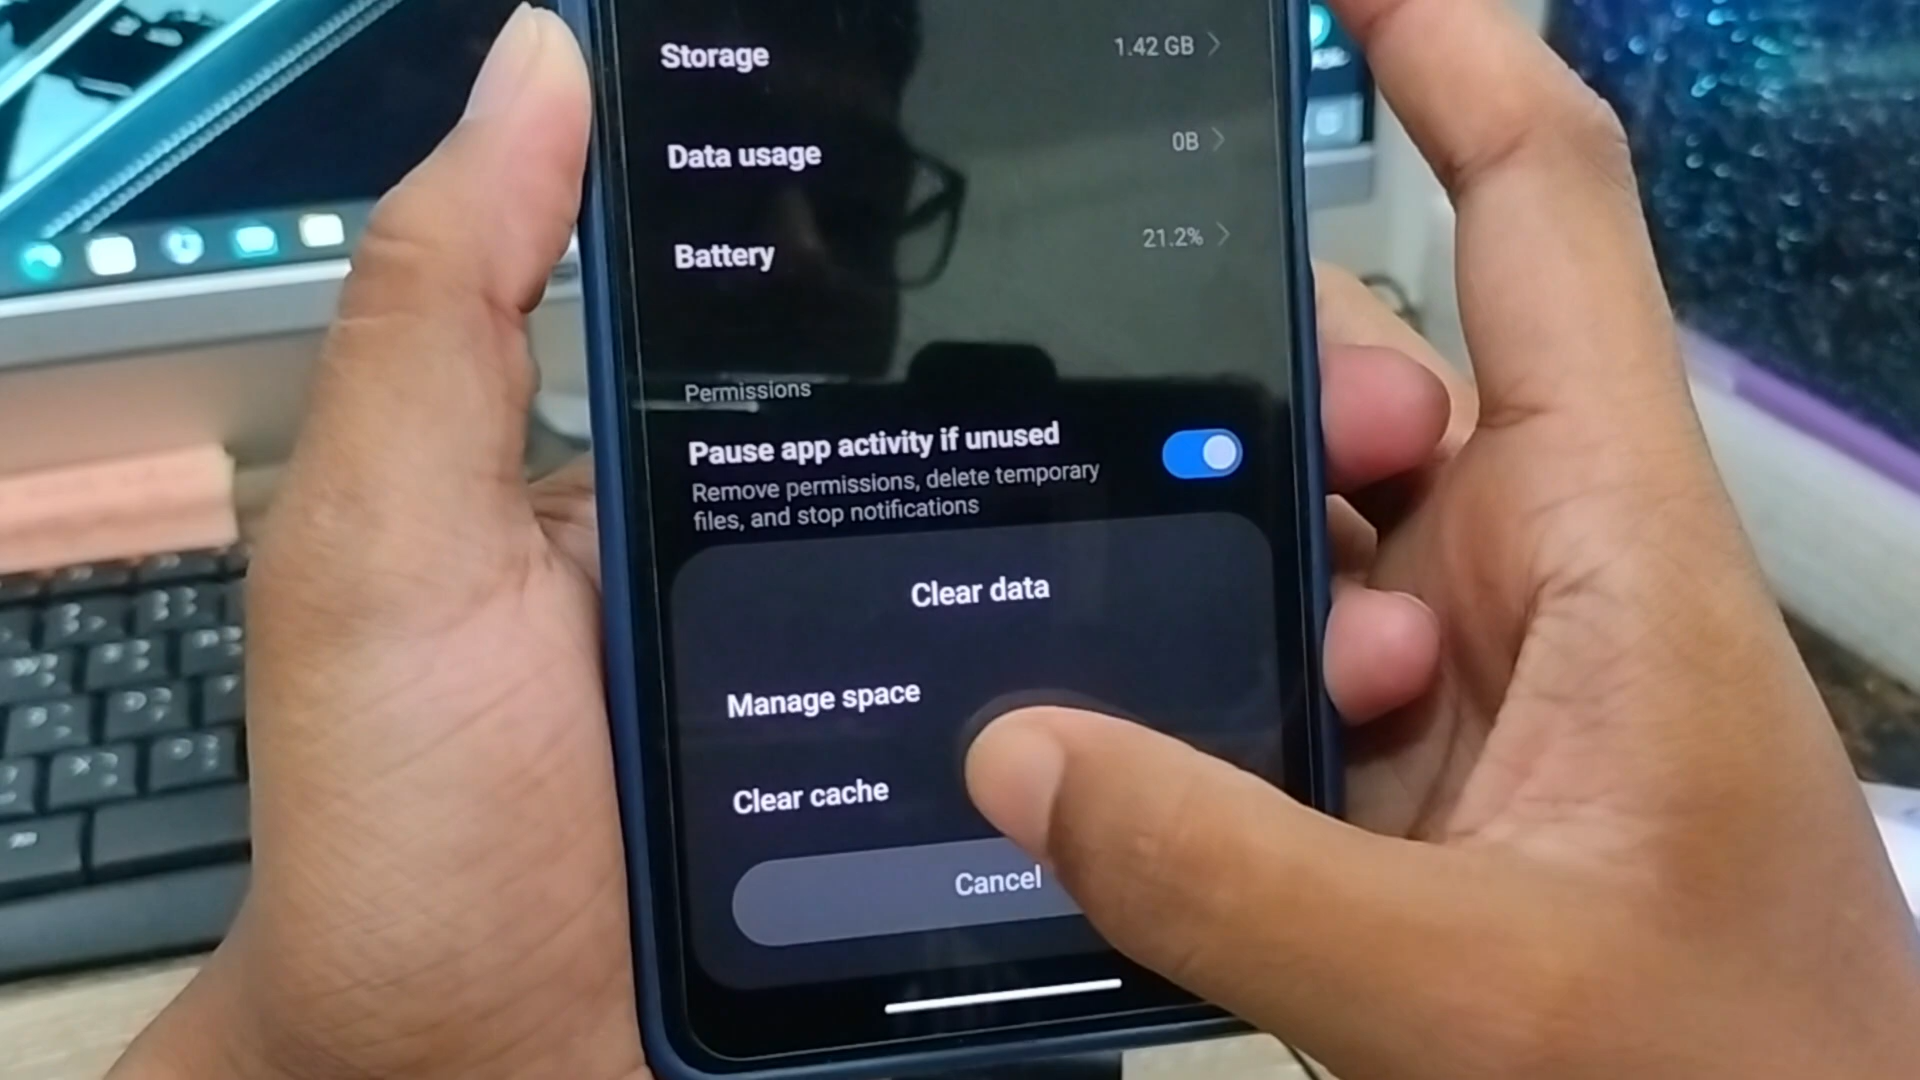 Storage
1.42 GB
Data usage
0B
Battery
21.2%
Permissions
Pause app activity if unused
Remove permissions, delete temporary
files, and stop notifications
Clear data
Manage space
Clear cache
Cancel